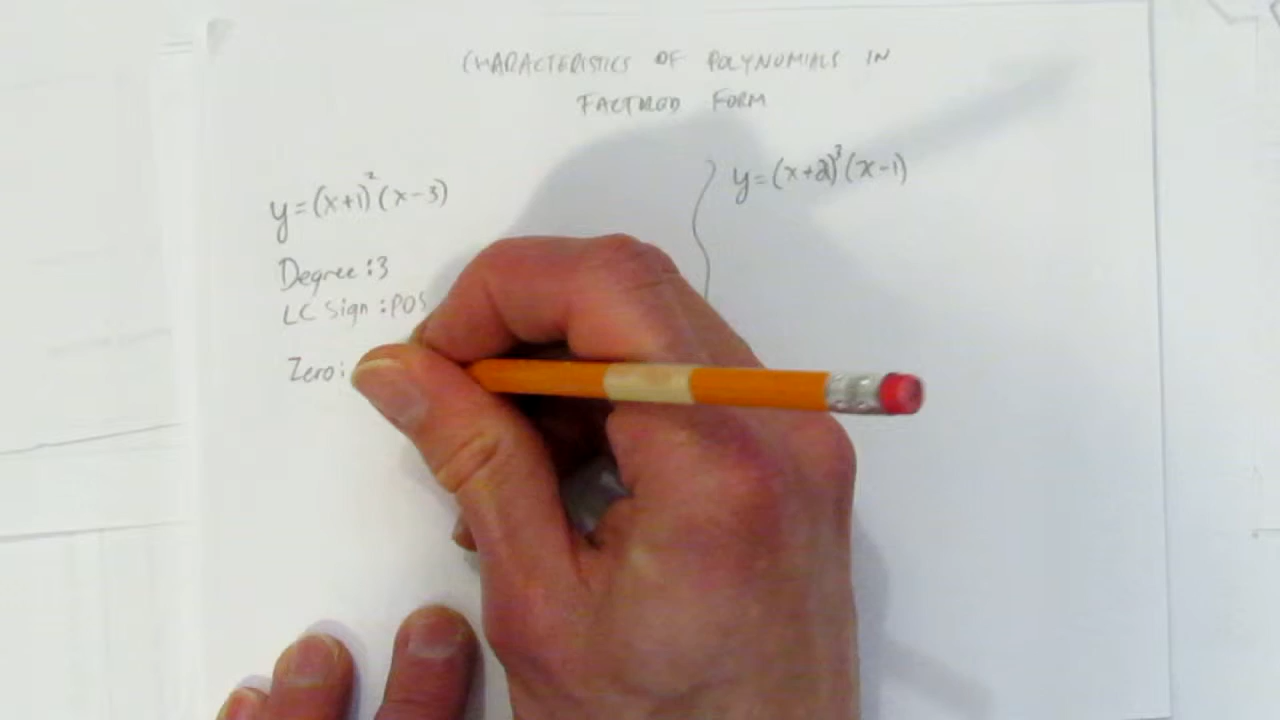 CHARACTERISTICS OF POLYNOMIALS IN
FACTORED FORM
y=(x+1)²(x-3)
Degree:3
LC Sign:POS
Zero:
y=(x+2)³(x-1)